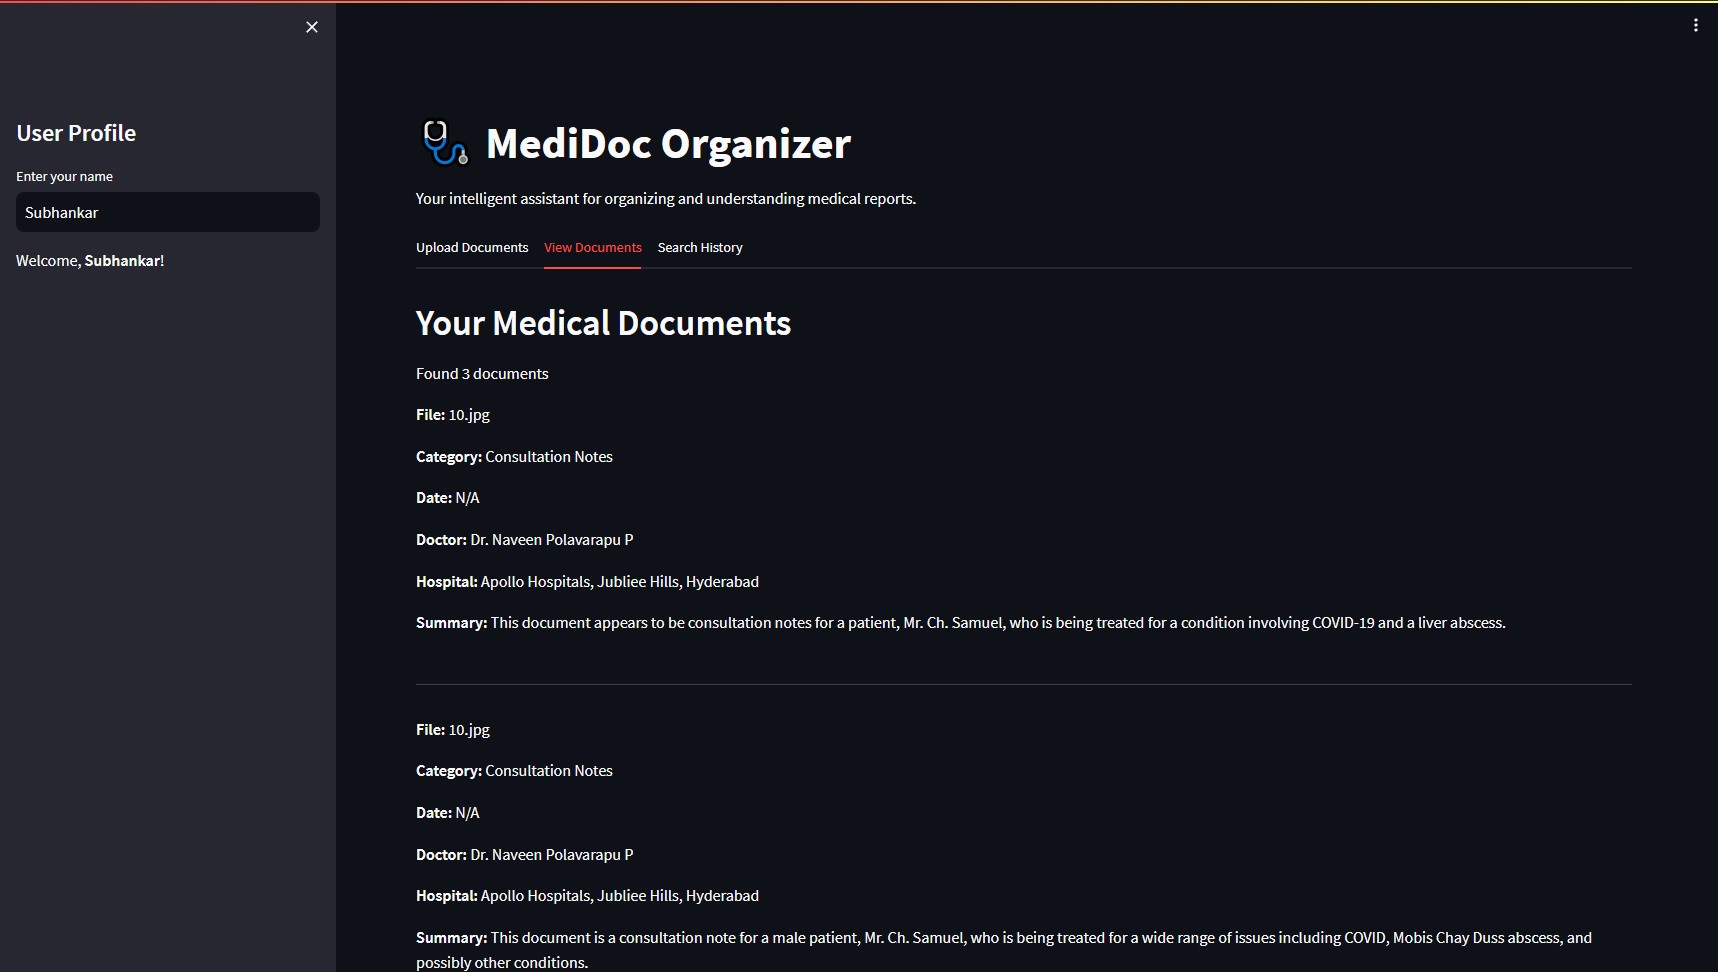 User Profile
Enter your name
Subhankar
Welcome, Subhankar!
MediDoc Organizer
Your intelligent assistant for organizing and understanding medical reports.
Upload Documents View Documents Search History
Your Medical Documents
Found 3 documents
File: 10.jpg
Category: Consultation Notes
Date: N/A
Doctor: Dr. Naveen Polavarapu P
Hospital: Apollo Hospitals, Jubliee Hills, Hyderabad
Summary: This document appears to be consultation notes for a patient, Mr. Ch. Samuel, who is being treated for a condition involving COVID-19 and a liver abscess.
File: 10.jpg
Category: Consultation Notes
Date: N/A
Doctor: Dr. Naveen Polavarapu P
Hospital: Apollo Hospitals, Jubliee Hills, Hyderabad
Summary: This document is a consultation note for a male patient, Mr. Ch. Samuel, who is being treated for a wide range of issues including COVID, Mobis Chay Duss abscess, and
possibly other conditions.